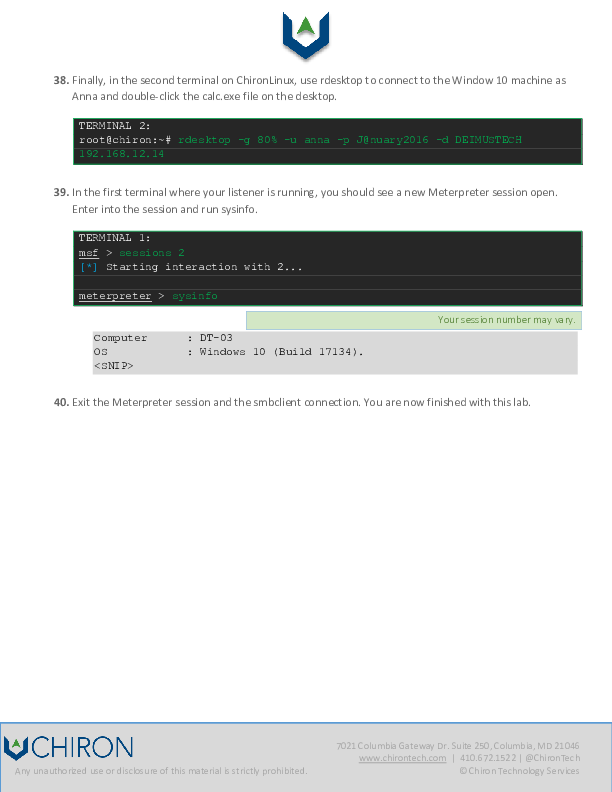 38. Finally, in the second terminal on ChironLinux, use rdesktop to connect to the Window 10 machine as
Anna and double-click the calc.exe file on the desktop.
TERMINAL 2:
root@chiron:~# rdesktop -g 80% -u anna -p J@nuary2016 -d DEIMUSTECH
192.168.12.14
39. In the first terminal where your listener is running, you should see a new Meterpreter session open.
Enter into the session and run sysinfo.
TERMINAL 1:
msf > sessions 2
[*] Starting interaction with 2...
meterpreter > sysinfo
Your session number may vary.
Computer : DT-03
OS : Windows 10 (Build 17134).
<SNIP>
40. Exit the Meterpreter session and the smbclient connection. You are now finished with this lab.
CHIRON
7021 Columbia Gateway Dr. Suite 250, Columbia, MD 21046
www.chirontech.com | 410.672.1522 | @ChironTech
Any unauthorized use or disclosure of this material is strictly prohibited.
© Chiron Technology Services